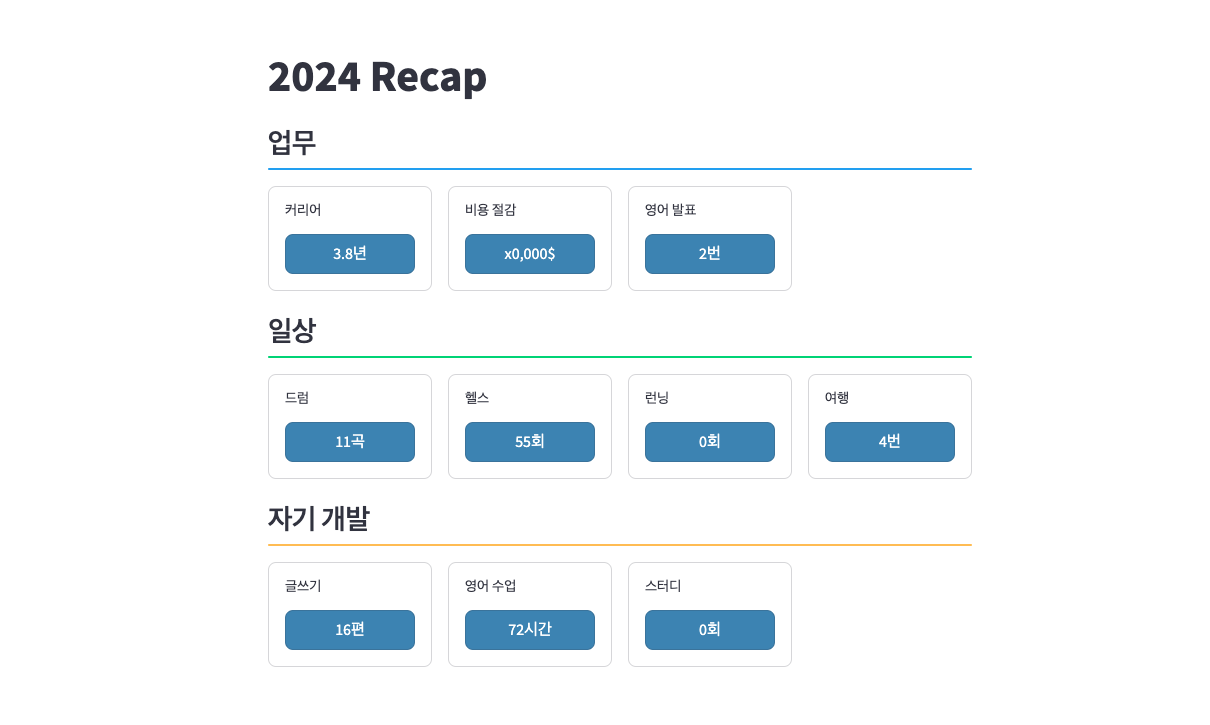 2024 Recap
업무
커리어
비용 절감
영어 발표
3.8년
x0,000$
2번
일상
드럼
헬스
런닝
여행
11곡
55회
0회
4번
자기 개발
글쓰기
영어 수업
스터디
16편
72시간
0회